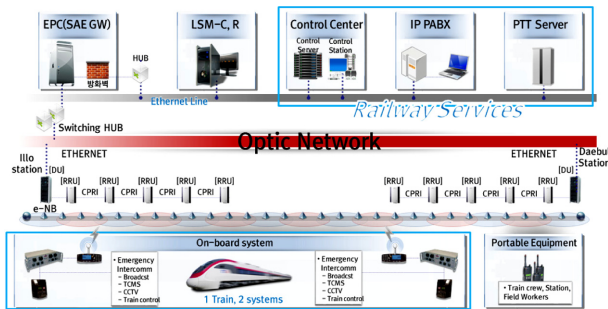 EPC(SAE GW)
LSM-C, R
Control Center
IP PABX
PTT Server
Control
Server
Control
Station
HUB
방화벽
Ethernet Line
Railway Services
Switching HUB
Optic Network
Illo
station
ETHERNET
ETHERNET
Daebul
Station
[DU]
[DU]
[RRU] [RRU] [RRU] [RRU] [RRU]
CPRI CPRI CPRI CPRI
[RRU] [RRU] [RRU] [RRU] [RRU]
CPRI CPRI CPRI CPRI
e-NB
On-board system
• Emergency
Intercomm
- Broadcst
- TCMS
- CCTV
- Train control
1 Train, 2 systems
• Emergency
Intercomm
- Broadcst
- TCMS
- CCTV
- Train control
Portable Equipment
• Train crew, Station,
Field Workers